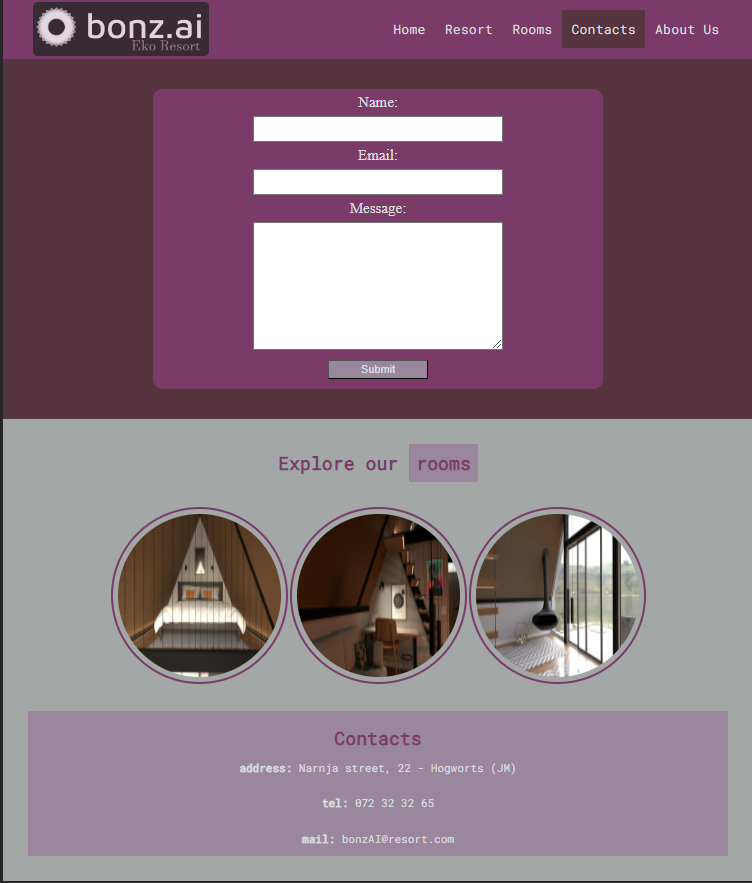 bonz.ai
Eko Resort
Home Resort Rooms Contacts About Us
Name:
Email:
Message:
Submit
Explore our rooms
Contacts
address: Narnja street, 22 - Hogworts (JM)
tel: 072 32 32 65
mail: bonzAI@resort.com